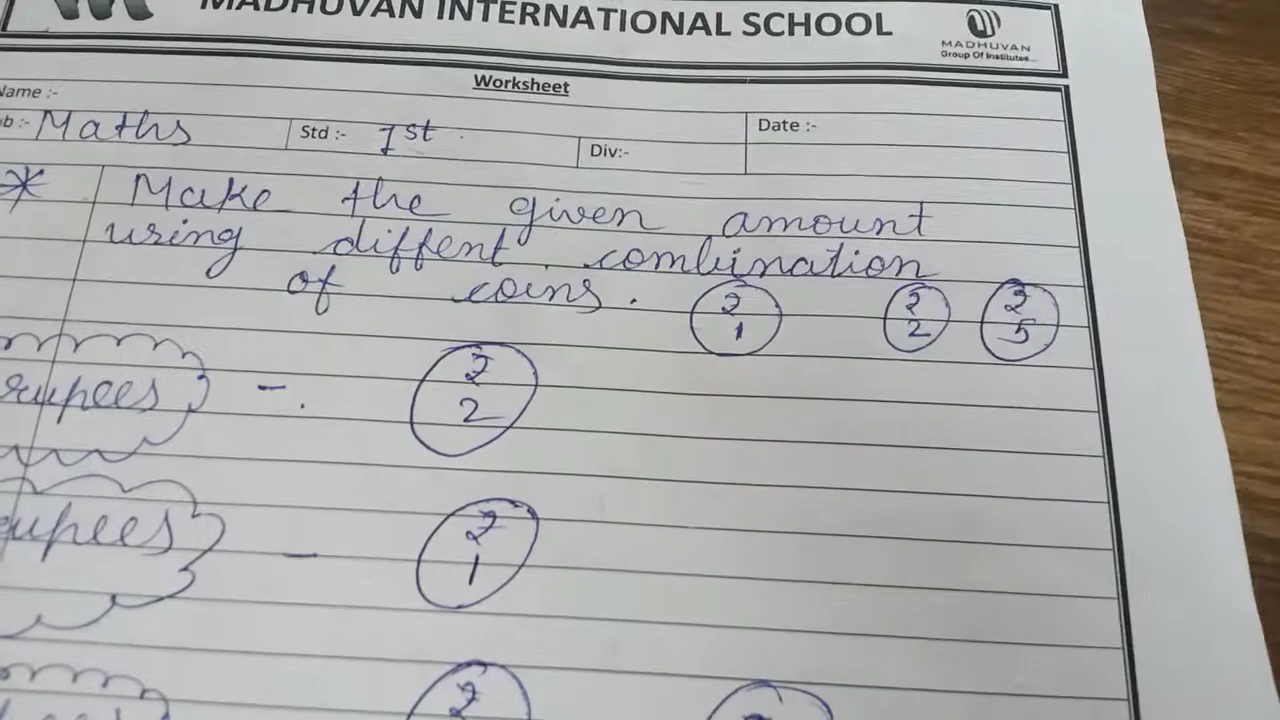 MADHUVAN INTERNATIONAL SCHOOL
MADHUVAN
Group Of Institutes
Worksheet
Name :-
Maths
Std :- 1st
Div:-
Date :-
* Make the given amount
using diffent combination
of coins.
₹ 1
₹ 2
₹ 5
rupees -
₹ 2
rupees -
₹ 1
₹